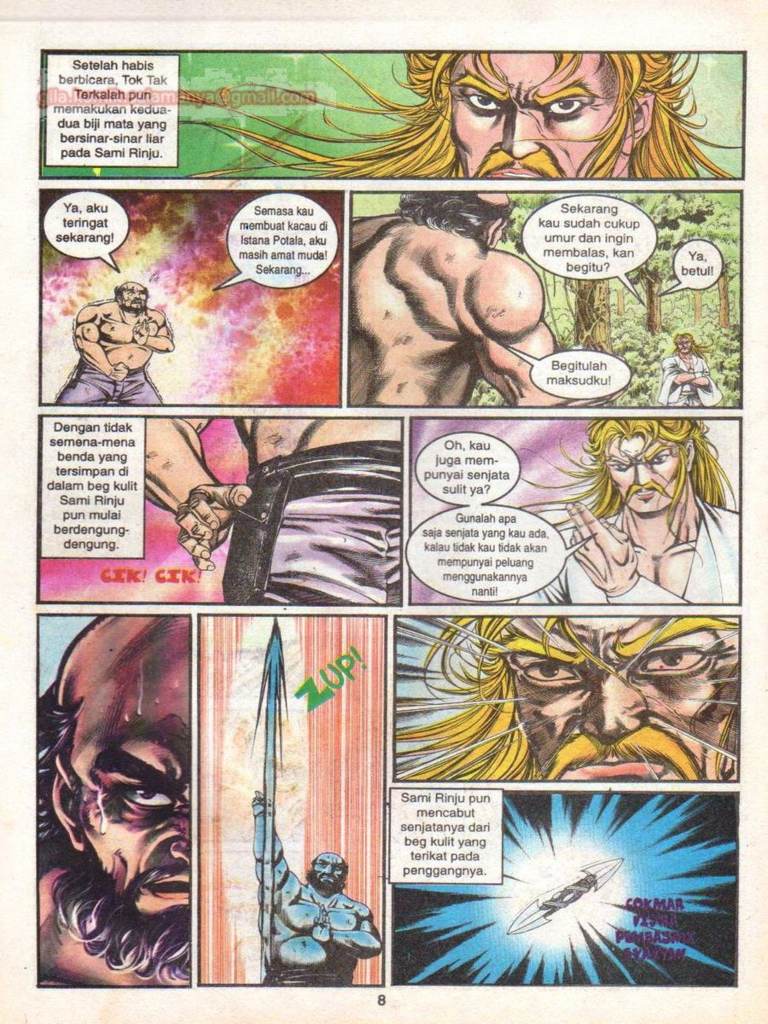 Setelah habis
berbicara, Tok Tak
Terkalah pun
memakukan kedua-
dua biji mata yang
bersinar-sinar liar
pada Sami Rinju.
Ya, aku
teringat
sekarang!
Semasa kau
membuat kacau di
Istana Potala, aku
masih amat muda!
Sekarang...
Sekarang
kau sudah cukup
umur dan ingin
membalas, kan
begitu?
Ya,
betul!
Begitulah
maksudku!
Dengan tidak
semena-mena
benda yang
tersimpan di
dalam beg kulit
Sami Rinju
pun mulai
berdengung-
dengung.
CIK! CIK!
Oh, kau
juga mem-
punyai senjata
sulit ya?
Gunalah apa
saja senjata yang kau ada,
kalau tidak kau tidak akan
mempunyai peluang
menggunakannya
nanti!
ZUP!
Sami Rinju pun
mencabut
senjatanya dari
beg kulit yang
terikat pada
penggangnya.
COKMAR
8